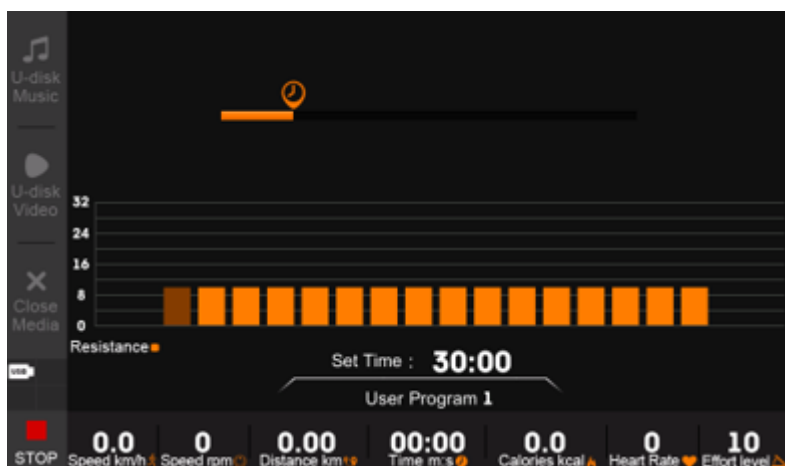 U-disk
Music
U-disk
Video
Close
Media
USB
STOP
32
24
16
8
0
Resistance
Set Time : 30:00
User Program 1
0.0
Speed km/h
0
Speed rpm
0.00
Distance km
00:00
Time m:s
0.0
Calories kcal
0
Heart Rate
10
Effort level